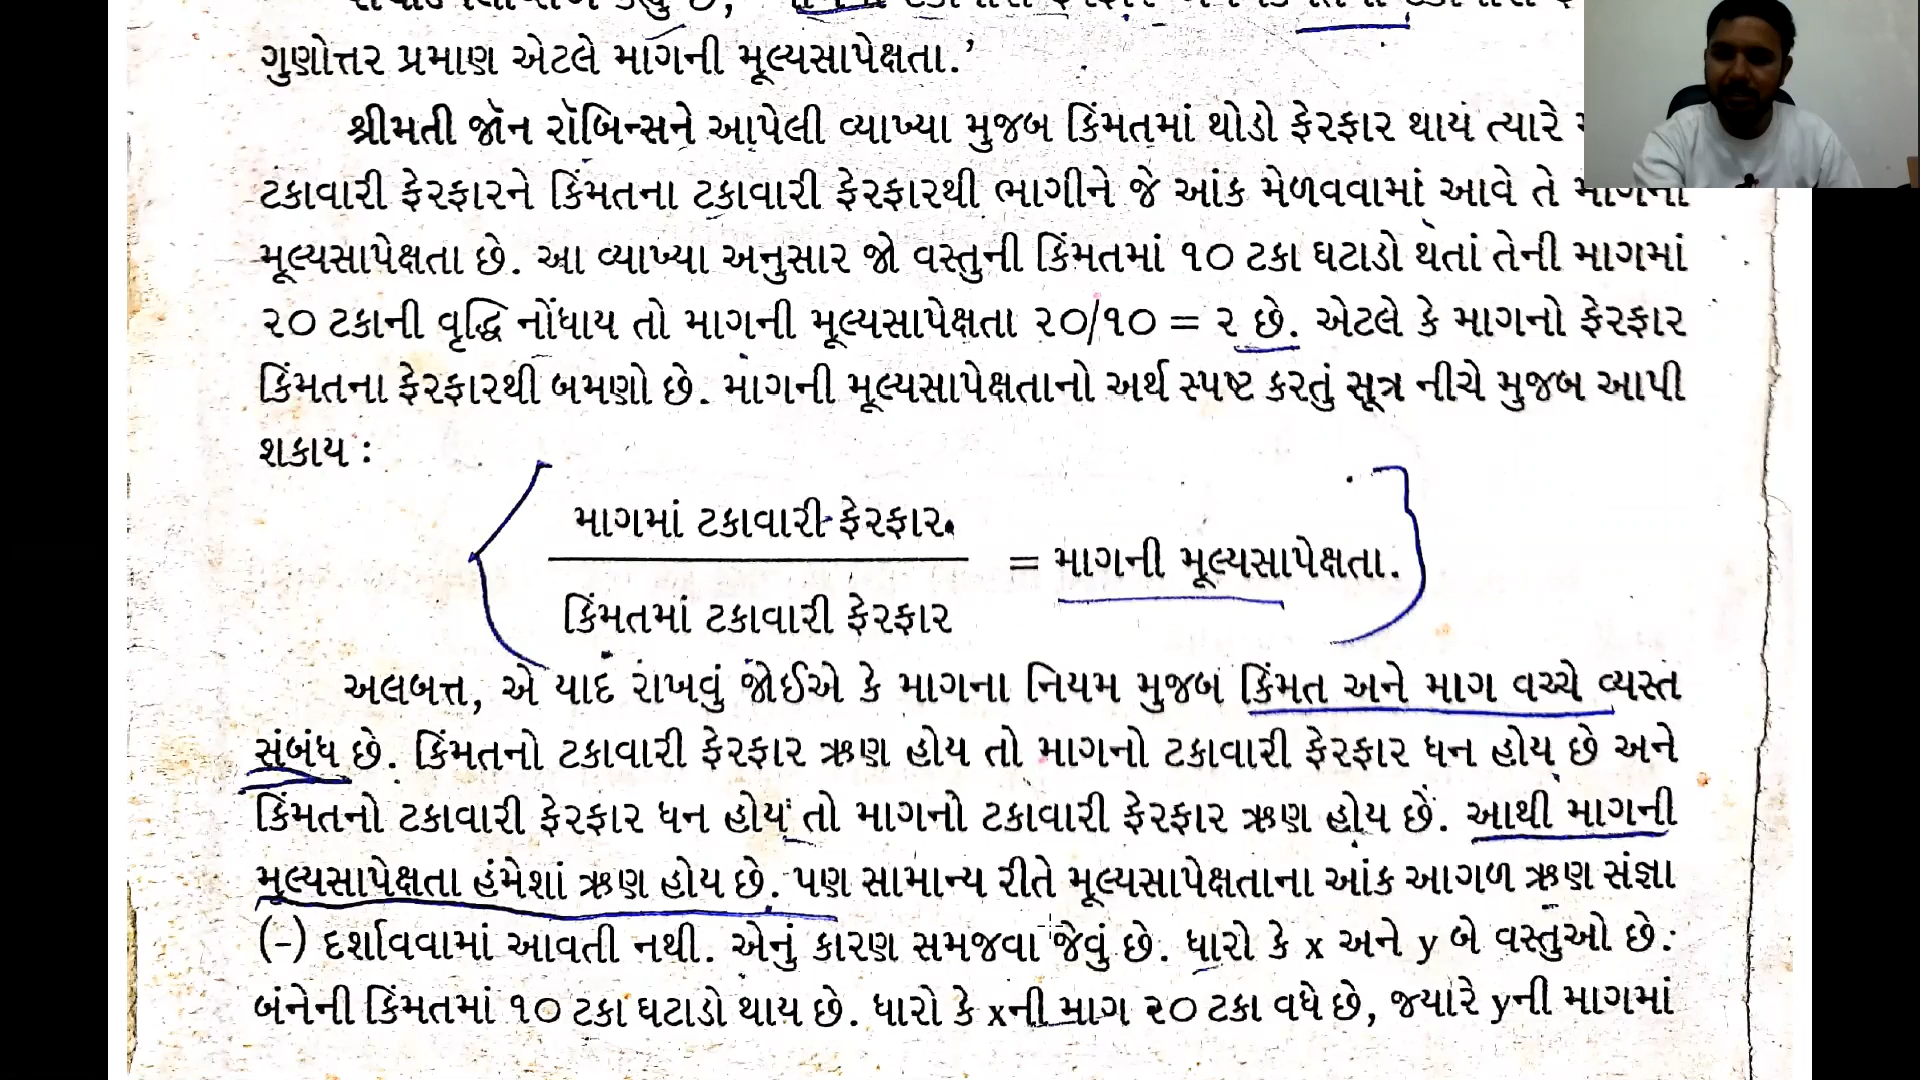 ગુણોત્તર પ્રમાણ એટલે માગની મૂલ્યસાપેક્ષતા.’
શ્રીમતી જૉન રૉબિન્સને આપેલી વ્યાખ્યા મુજબ કિંમતમાં થોડો ફેરફાર થાય ત્યારે
ટકાવારી ફેરફારને કિંમતના ટકાવારી ફેરફારથી ભાગીને જે આંક મેળવવામાં આવે તે માગની
મૂલ્યસાપેક્ષતા છે. આ વ્યાખ્યા અનુસાર જો વસ્તુની કિંમતમાં ૧૦ ટકા ઘટાડો થતાં તેની માગમાં
૨૦ ટકાની વૃદ્ધિ નોંધાય તો માગની મૂલ્યસાપેક્ષતા ૨૦/૧૦ = ૨ છે. એટલે કે માગનો ફેરફાર
કિંમતના ફેરફારથી બમણો છે. માગની મૂલ્યસાપેક્ષતાનો અર્થ સ્પષ્ટ કરતું સૂત્ર નીચે મુજબ આપી
શકાય :
માગમાં ટકાવારી ફેરફાર
= માગની મૂલ્યસાપેક્ષતા.
કિંમતમાં ટકાવારી ફેરફાર
અલબત્ત, એ યાદ રાખવું જોઈએ કે માગના નિયમ મુજબ કિંમત અને માગ વચ્ચે વ્યસ્ત
સંબંધ છે. કિંમતનો ટકાવારી ફેરફાર ઋણ હોય તો માગનો ટકાવારી ફેરફાર ધન હોય છે અને
કિંમતનો ટકાવારી ફેરફાર ધન હોય તો માગનો ટકાવારી ફેરફાર ઋણ હોય છે. આથી માગની
મુલ્યસાપેક્ષતા હંમેશાં ઋણ હોય છે. પણ સામાન્ય રીતે મૂલ્યસાપેક્ષતાના આંક આગળ ઋણ સંજ્ઞા
(-) દર્શાવવામાં આવતી નથી. એનું કારણ સમજવા જેવું છે. ધારો કે x અને y બે વસ્તુઓ છે.
બંનેની કિંમતમાં ૧૦ ટકા ઘટાડો થાય છે. ધારો કે xની માગ ૨૦ ટકા વધે છે, જયારે yની માગમાં